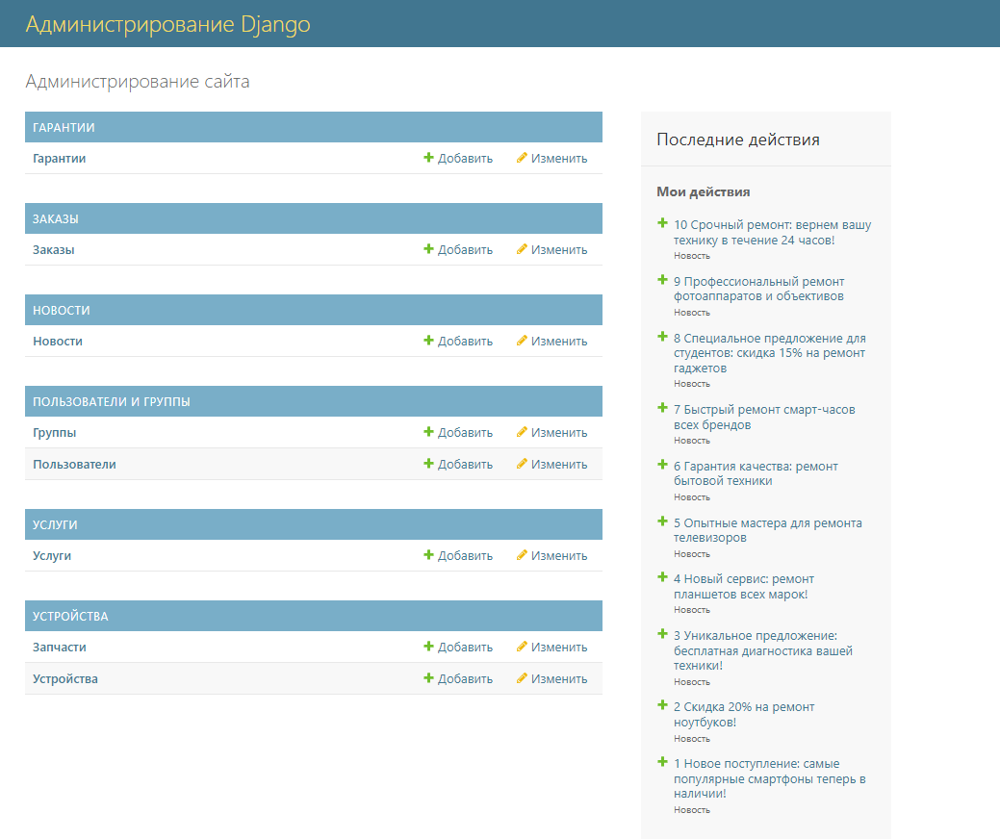 Администрирование Django
Администрирование сайта
ГАРАНТИИ
Гарантии Добавить Изменить
ЗАКАЗЫ
Заказы Добавить Изменить
НОВОСТИ
Новости Добавить Изменить
ПОЛЬЗОВАТЕЛИ И ГРУППЫ
Группы Добавить Изменить
Пользователи Добавить Изменить
УСЛУГИ
Услуги Добавить Изменить
УСТРОЙСТВА
Запчасти Добавить Изменить
Устройства Добавить Изменить
Последние действия
Мои действия
10 Срочный ремонт: вернем вашу
технику в течение 24 часов!
Новость
9 Профессиональный ремонт
фотоаппаратов и объективов
Новость
8 Специальное предложение для
студентов: скидка 15% на ремонт
гаджетов
Новость
7 Быстрый ремонт смарт-часов
всех брендов
Новость
6 Гарантия качества: ремонт
бытовой техники
Новость
5 Опытные мастера для ремонта
телевизоров
Новость
4 Новый сервис: ремонт
планшетов всех марок!
Новость
3 Уникальное предложение:
бесплатная диагностика вашей
техники!
Новость
2 Скидка 20% на ремонт
ноутбуков!
Новость
1 Новое поступление: самые
популярные смартфоны теперь в
наличии!
Новость